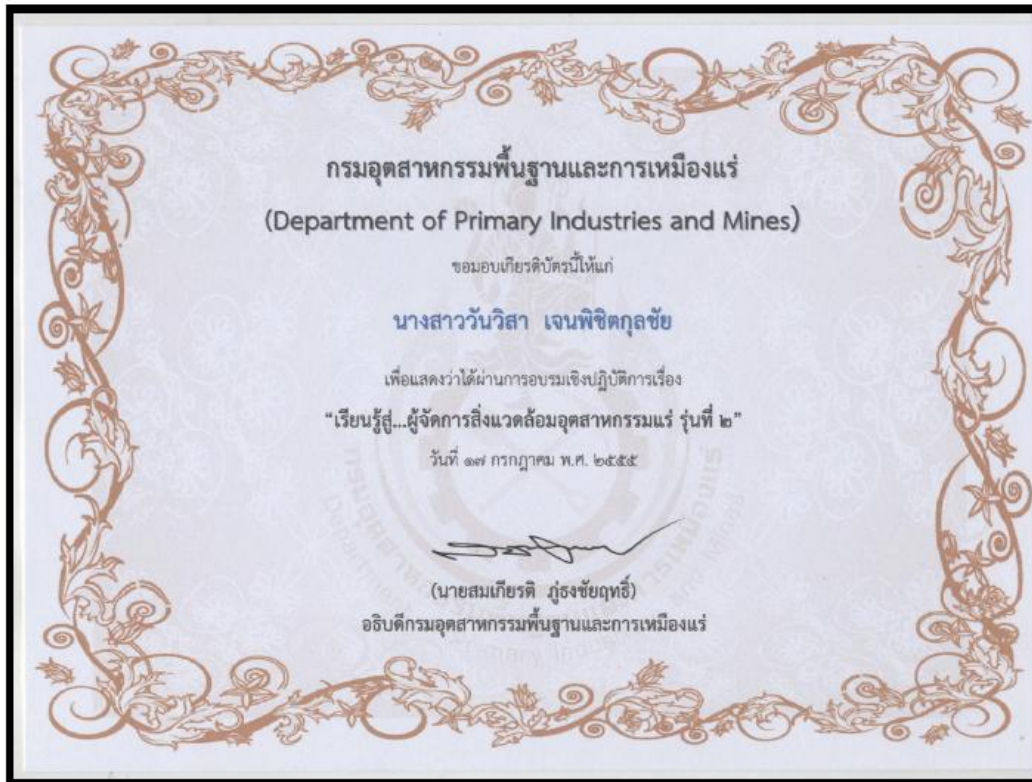 กรมอุตสาหกรรมพื้นฐานและการเหมืองแร่
(Department of Primary Industries and Mines)
ขอมอบเกียรติบัตรนี้ให้แก่
นางสาววันวิสา เจนพิชิตกุลชัย
เพื่อแสดงว่าได้ผ่านการอบรมเชิงปฏิบัติการเรื่อง
“เรียนรู้สู่...ผู้จัดการสิ่งแวดล้อมอุตสาหกรรมแร่ รุ่นที่ ๒”
วันที่ ๑๗ กรกฎาคม พ.ศ. ๒๕๕๕
(นายสมเกียรติ ภู่ธงชัยฤทธิ์)
อธิบดีกรมอุตสาหกรรมพื้นฐานและการเหมืองแร่